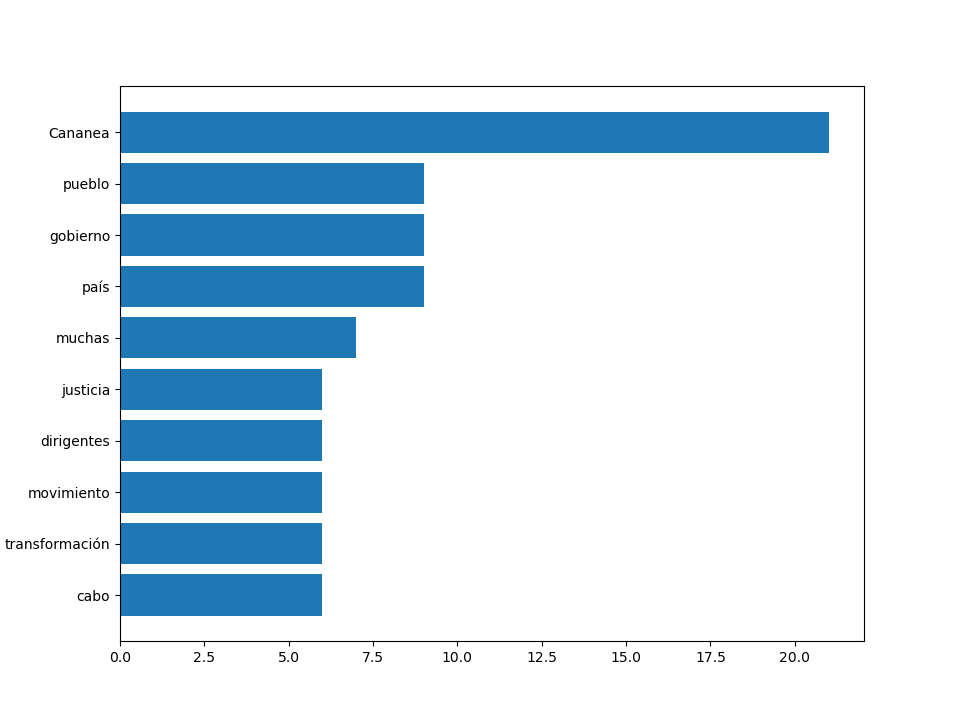 Cananea
pueblo
gobierno
país
muchas
justicia
dirigentes
movimiento
transformación
cabo
0.0 2.5 5.0 7.5 10.0 12.5 15.0 17.5 20.0